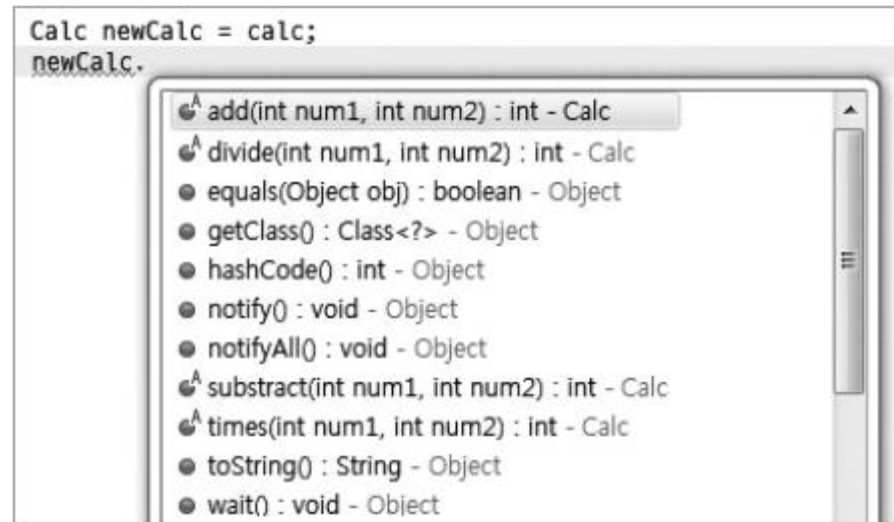 Calc newCalc = calc;
newCalc.
add(int num1, int num2) : int - Calc
divide(int num1, int num2) : int - Calc
equals(Object obj) : boolean - Object
getClass() : Class<?> - Object
hashCode() : int - Object
notify() : void - Object
notifyAll() : void - Object
substract(int num1, int num2) : int - Calc
times(int num1, int num2) : int - Calc
toString() : String - Object
wait() : void - Object